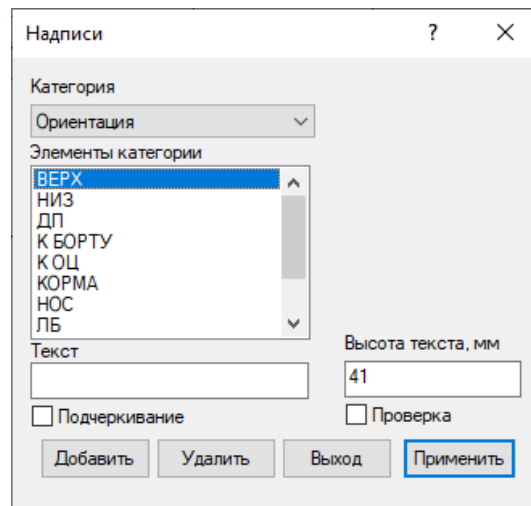 Надписи
Категория
Ориентация
Элементы категории
ВЕРХ
НИЗ
ДП
К БОРТУ
К ОЦ
КОРМА
НОС
ЛБ
Текст
Высота текста, мм
41
Подчеркивание
Проверка
Добавить Удалить Выход Применить